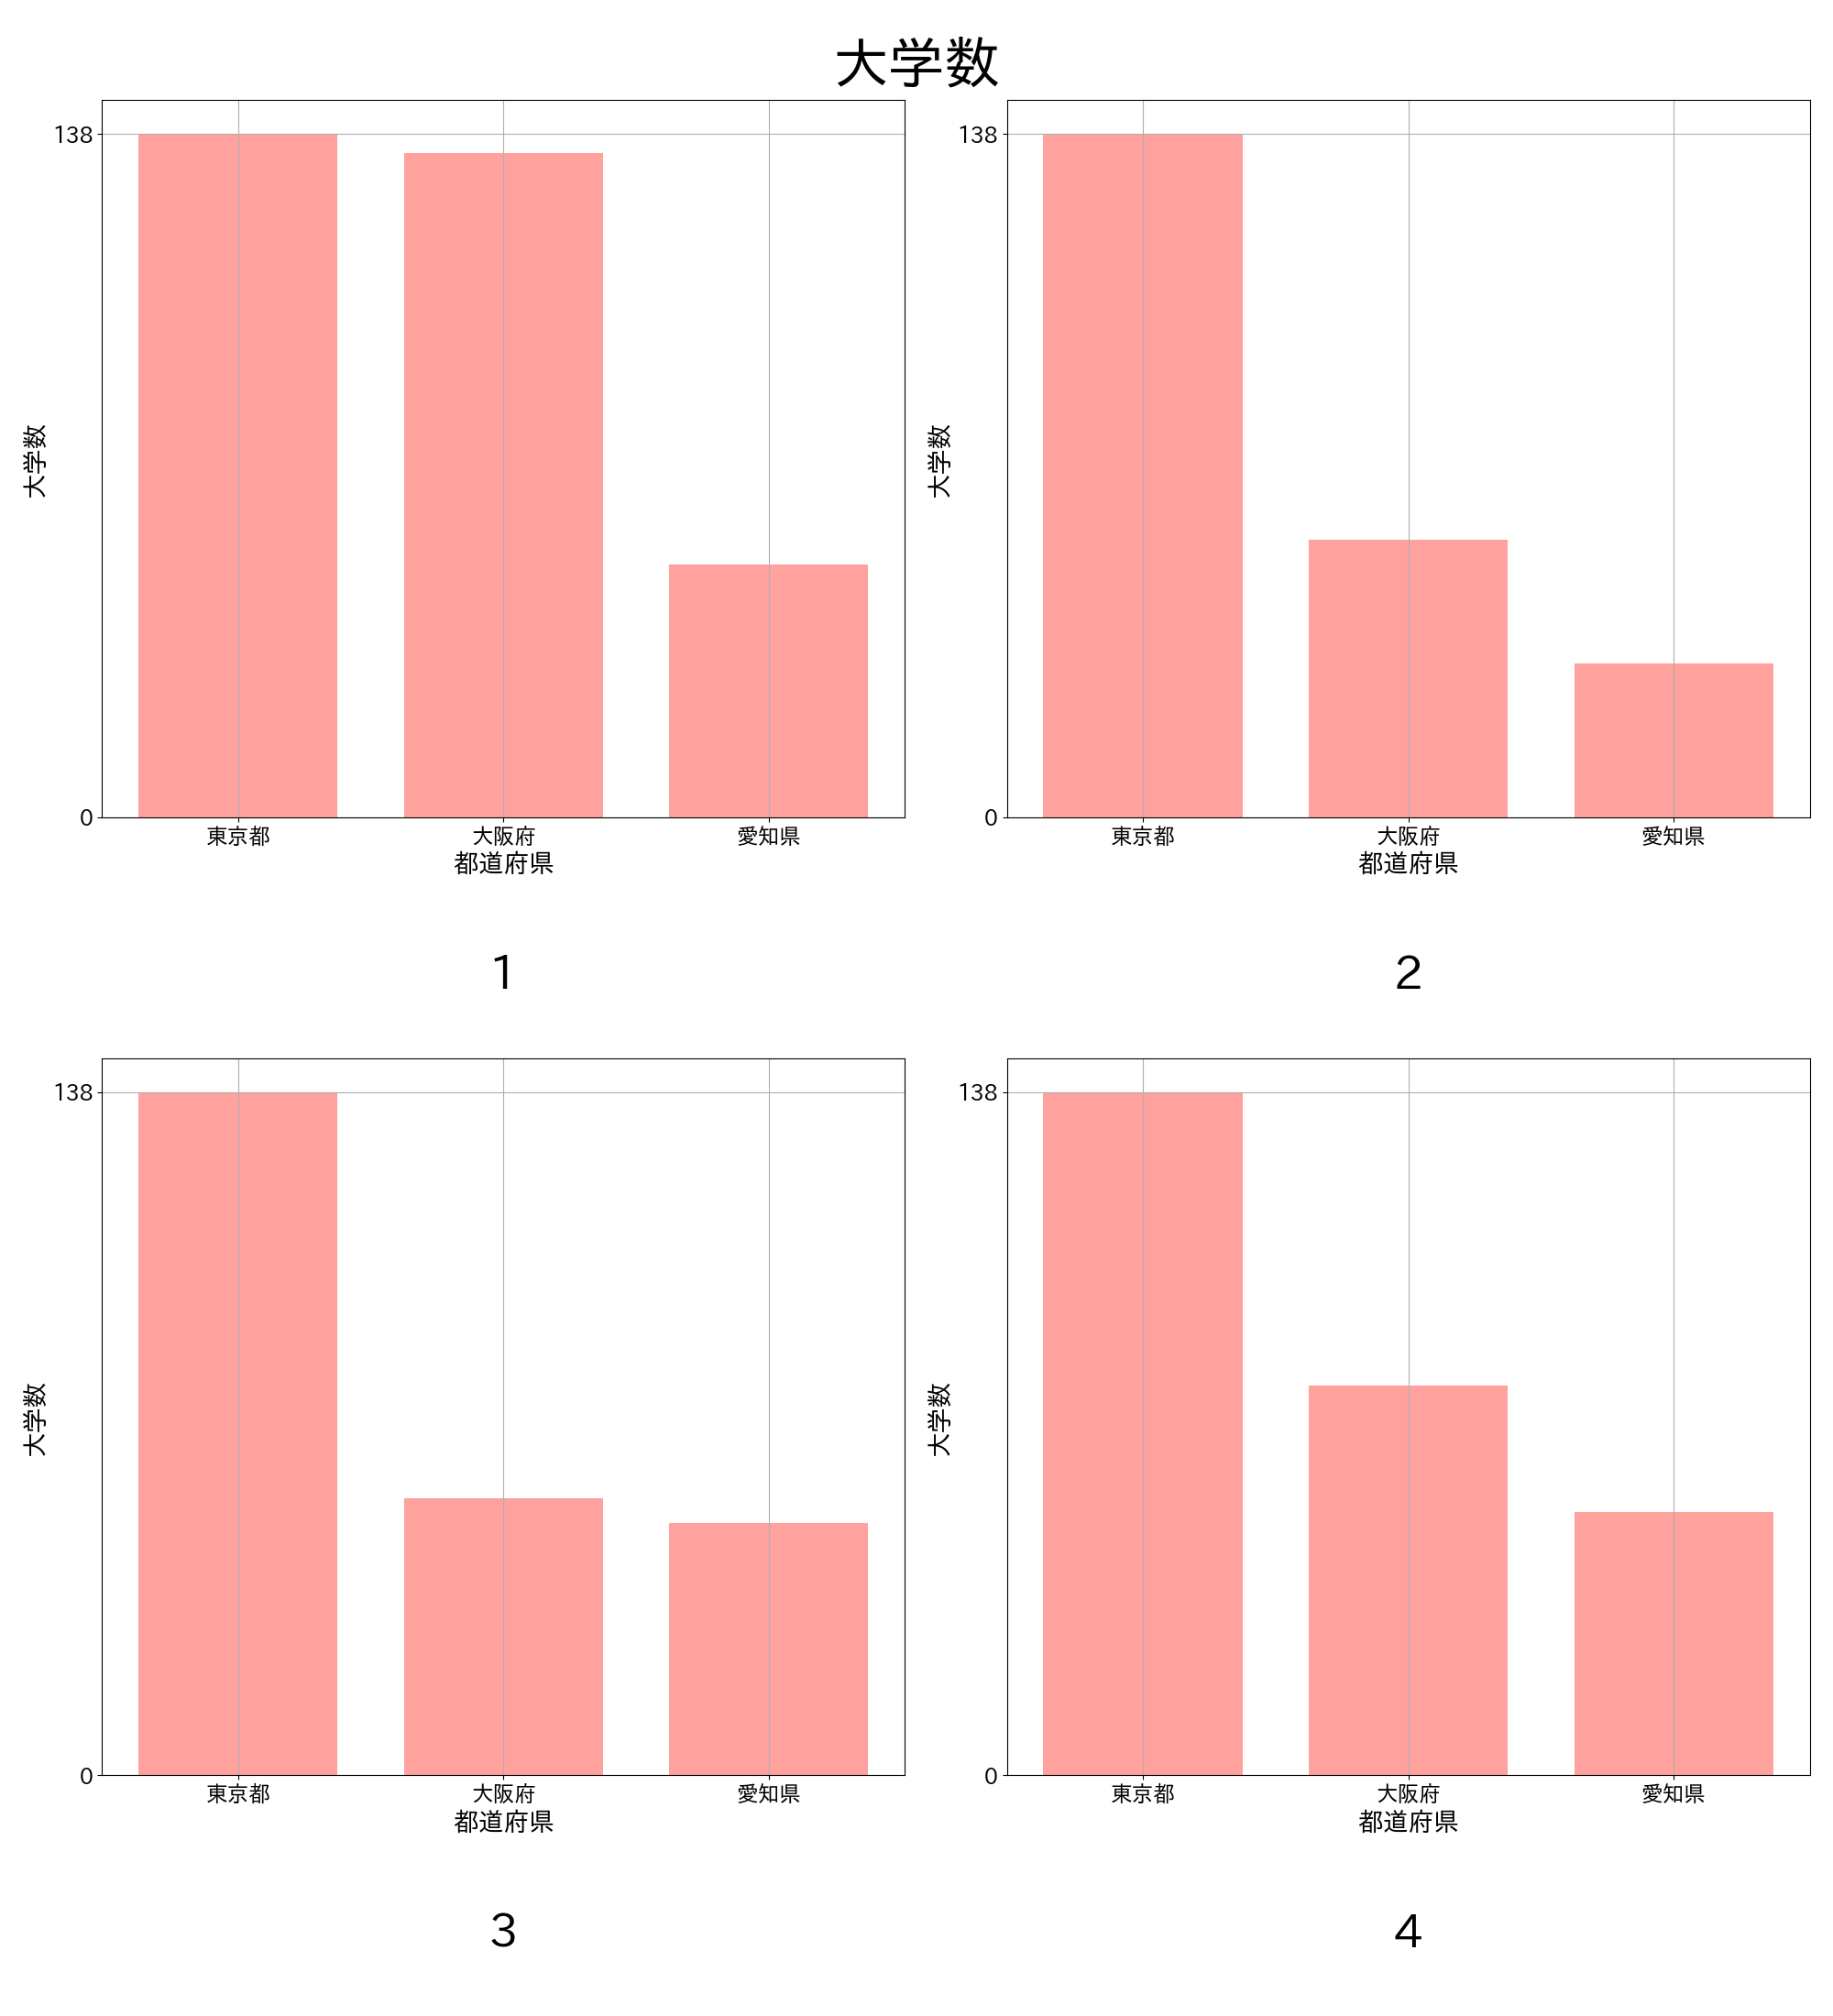 大学数
138
0
大学数
東京都
大阪府
愛知県
都道府県
1
138
0
大学数
東京都
大阪府
愛知県
都道府県
2
138
0
大学数
東京都
大阪府
愛知県
都道府県
3
138
0
大学数
東京都
大阪府
愛知県
都道府県
4